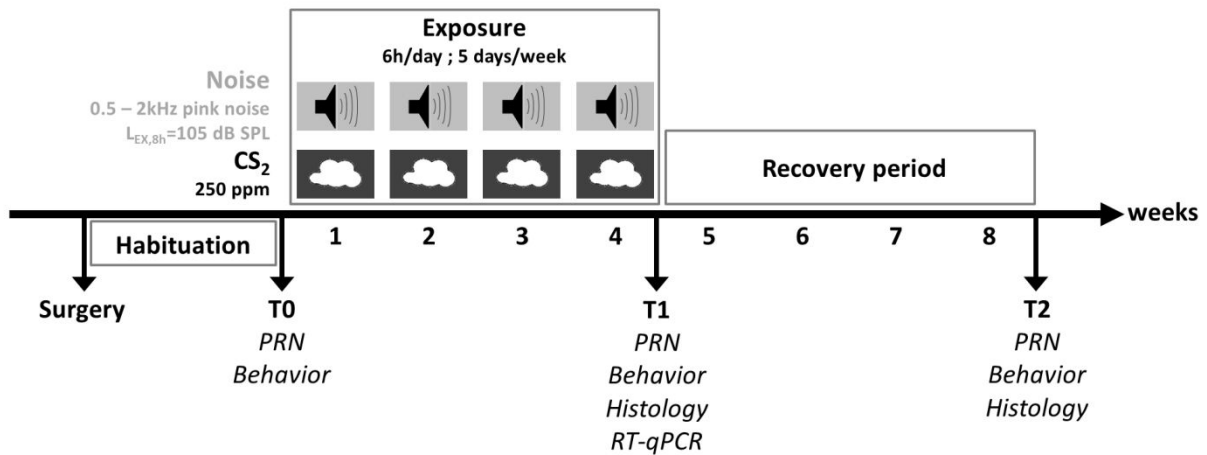 Exposure
6h/day ; 5 days/week
Noise
0.5 – 2kHz pink noise
L_EX,8h=105 dB SPL
CS₂
250 ppm
Recovery period
weeks
Habituation
1 2 3 4 5 6 7 8
Surgery
T0
PRN
Behavior
T1
PRN
Behavior
Histology
RT-qPCR
T2
PRN
Behavior
Histology